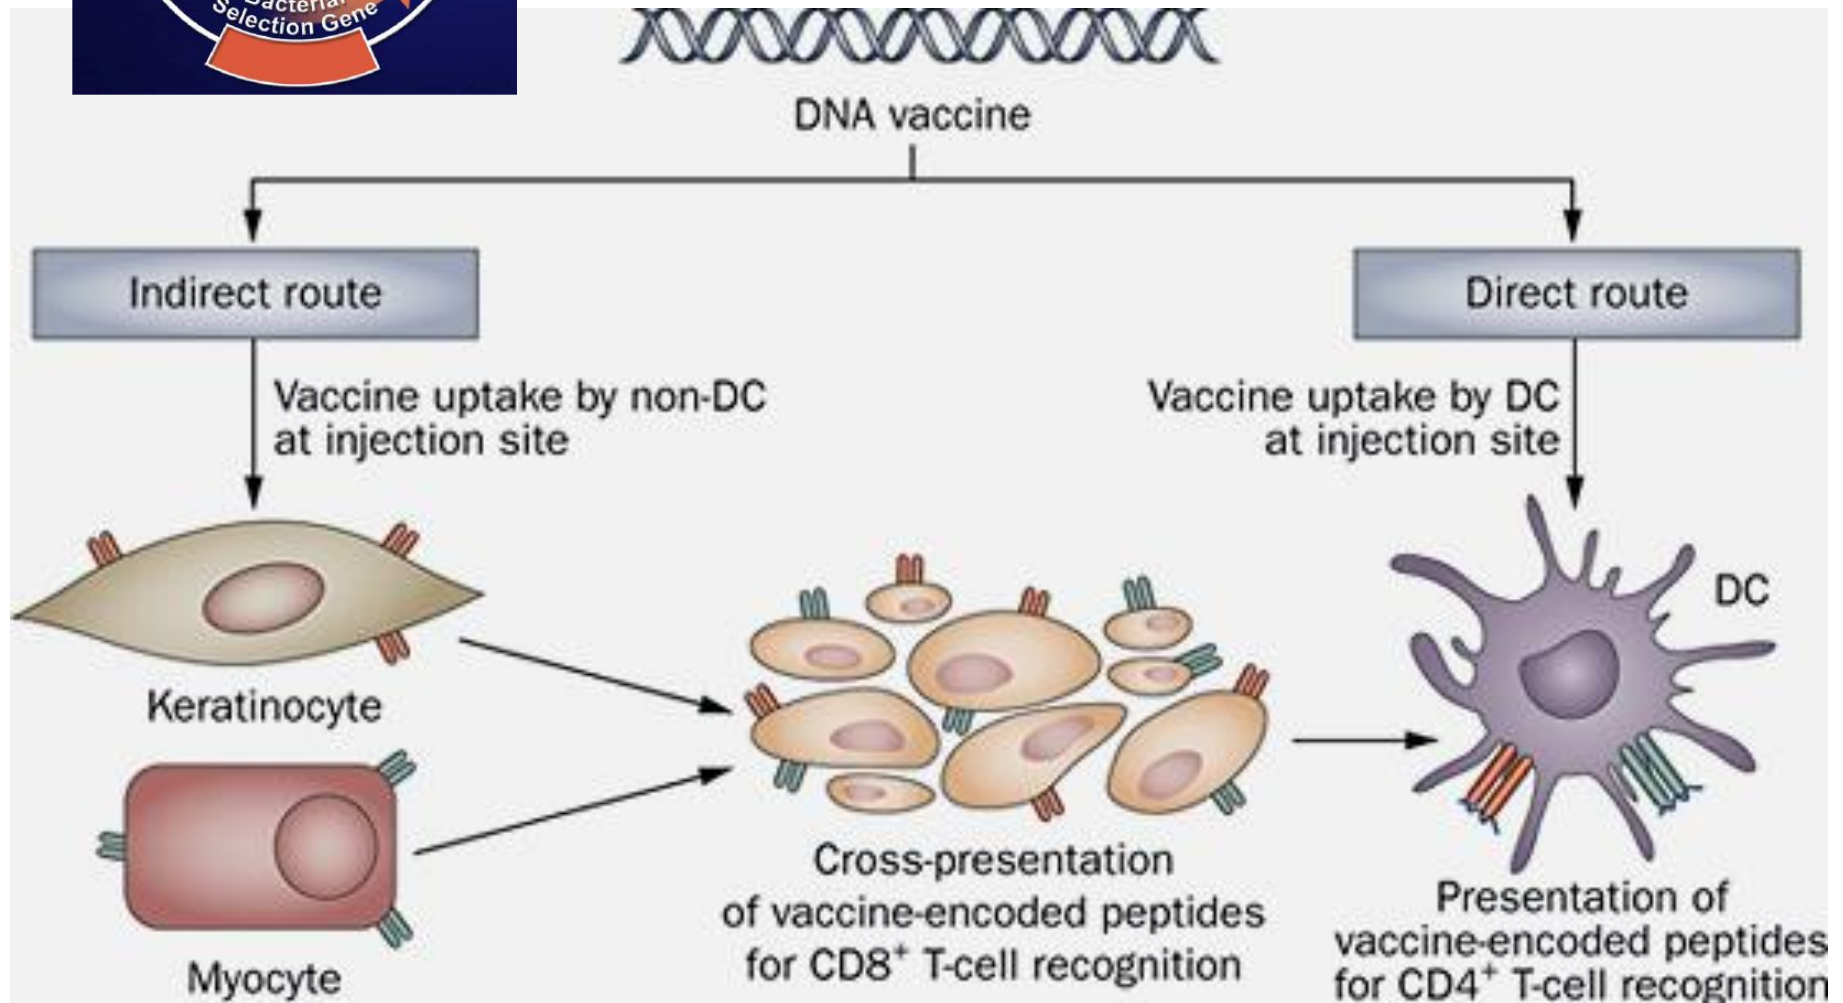 Bacterial
Selection Gene
DNA vaccine
Indirect route
Direct route
Vaccine uptake by non-DC
at injection site
Vaccine uptake by DC
at injection site
DC
Keratinocyte
Myocyte
Cross-presentation
of vaccine-encoded peptides
for CD8⁺ T-cell recognition
Presentation of
vaccine-encoded peptides
for CD4⁺ T-cell recognition